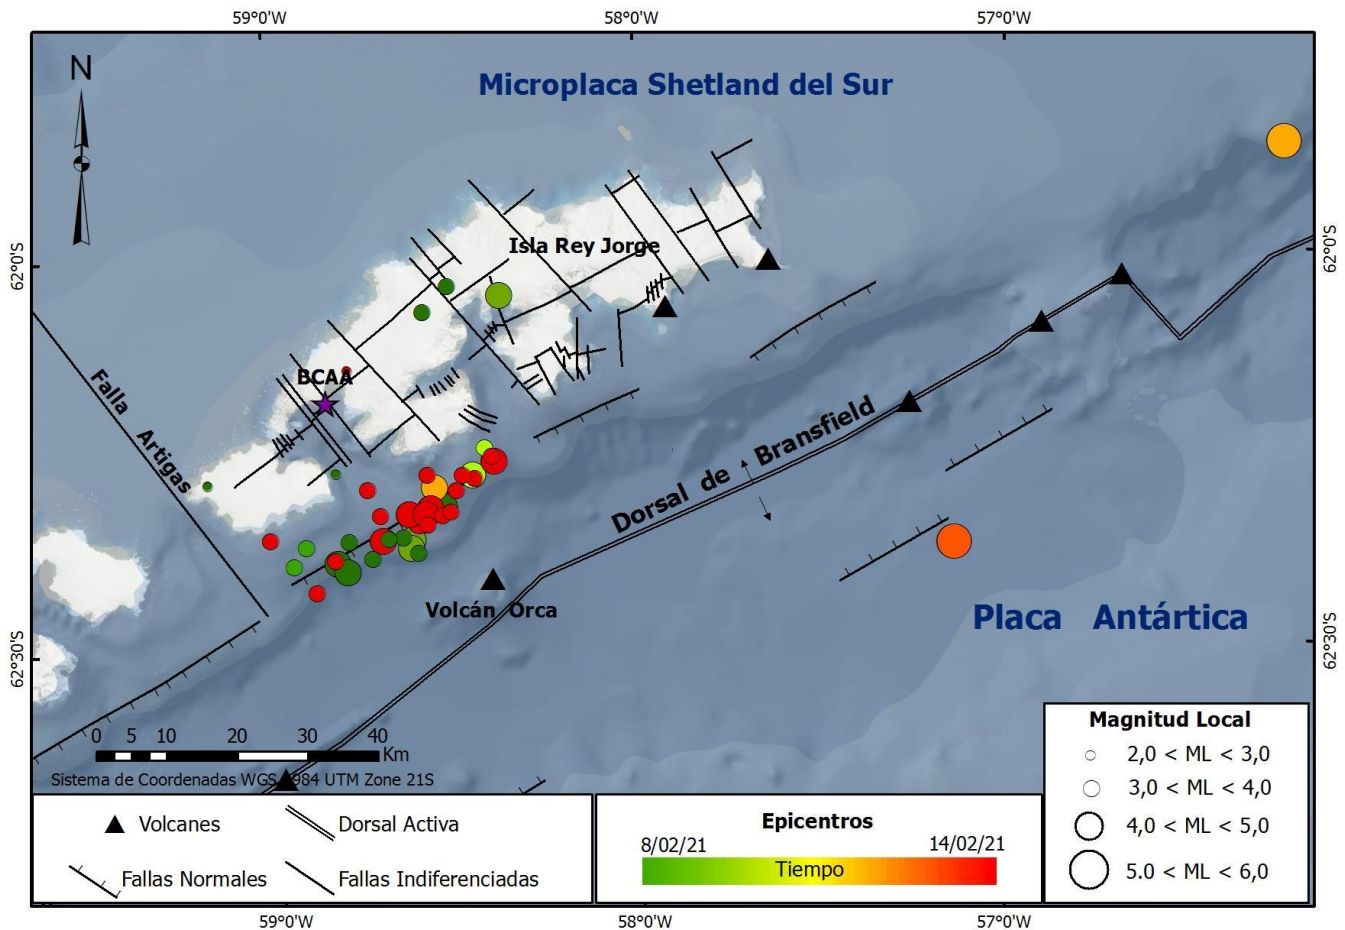 59°0'W 58°0'W 57°0'W
N
Microplaca Shetland del Sur
Isla Rey Jorge
62°0'S
62°0'S
BCAA
Falla Artigas
Dorsal de Bransfield
Volcán Orca
Placa Antártica
62°30'S
62°30'S
0 5 10 20 30 40
Km
Sistema de Coordenadas WGS 1984 UTM Zone 21S
Magnitud Local
2,0 < ML < 3,0
3,0 < ML < 4,0
4,0 < ML < 5,0
5.0 < ML < 6,0
Volcanes
Dorsal Activa
Fallas Normales
Fallas Indiferenciadas
Epicentros
8/02/21 14/02/21
Tiempo
59°0'W 58°0'W 57°0'W